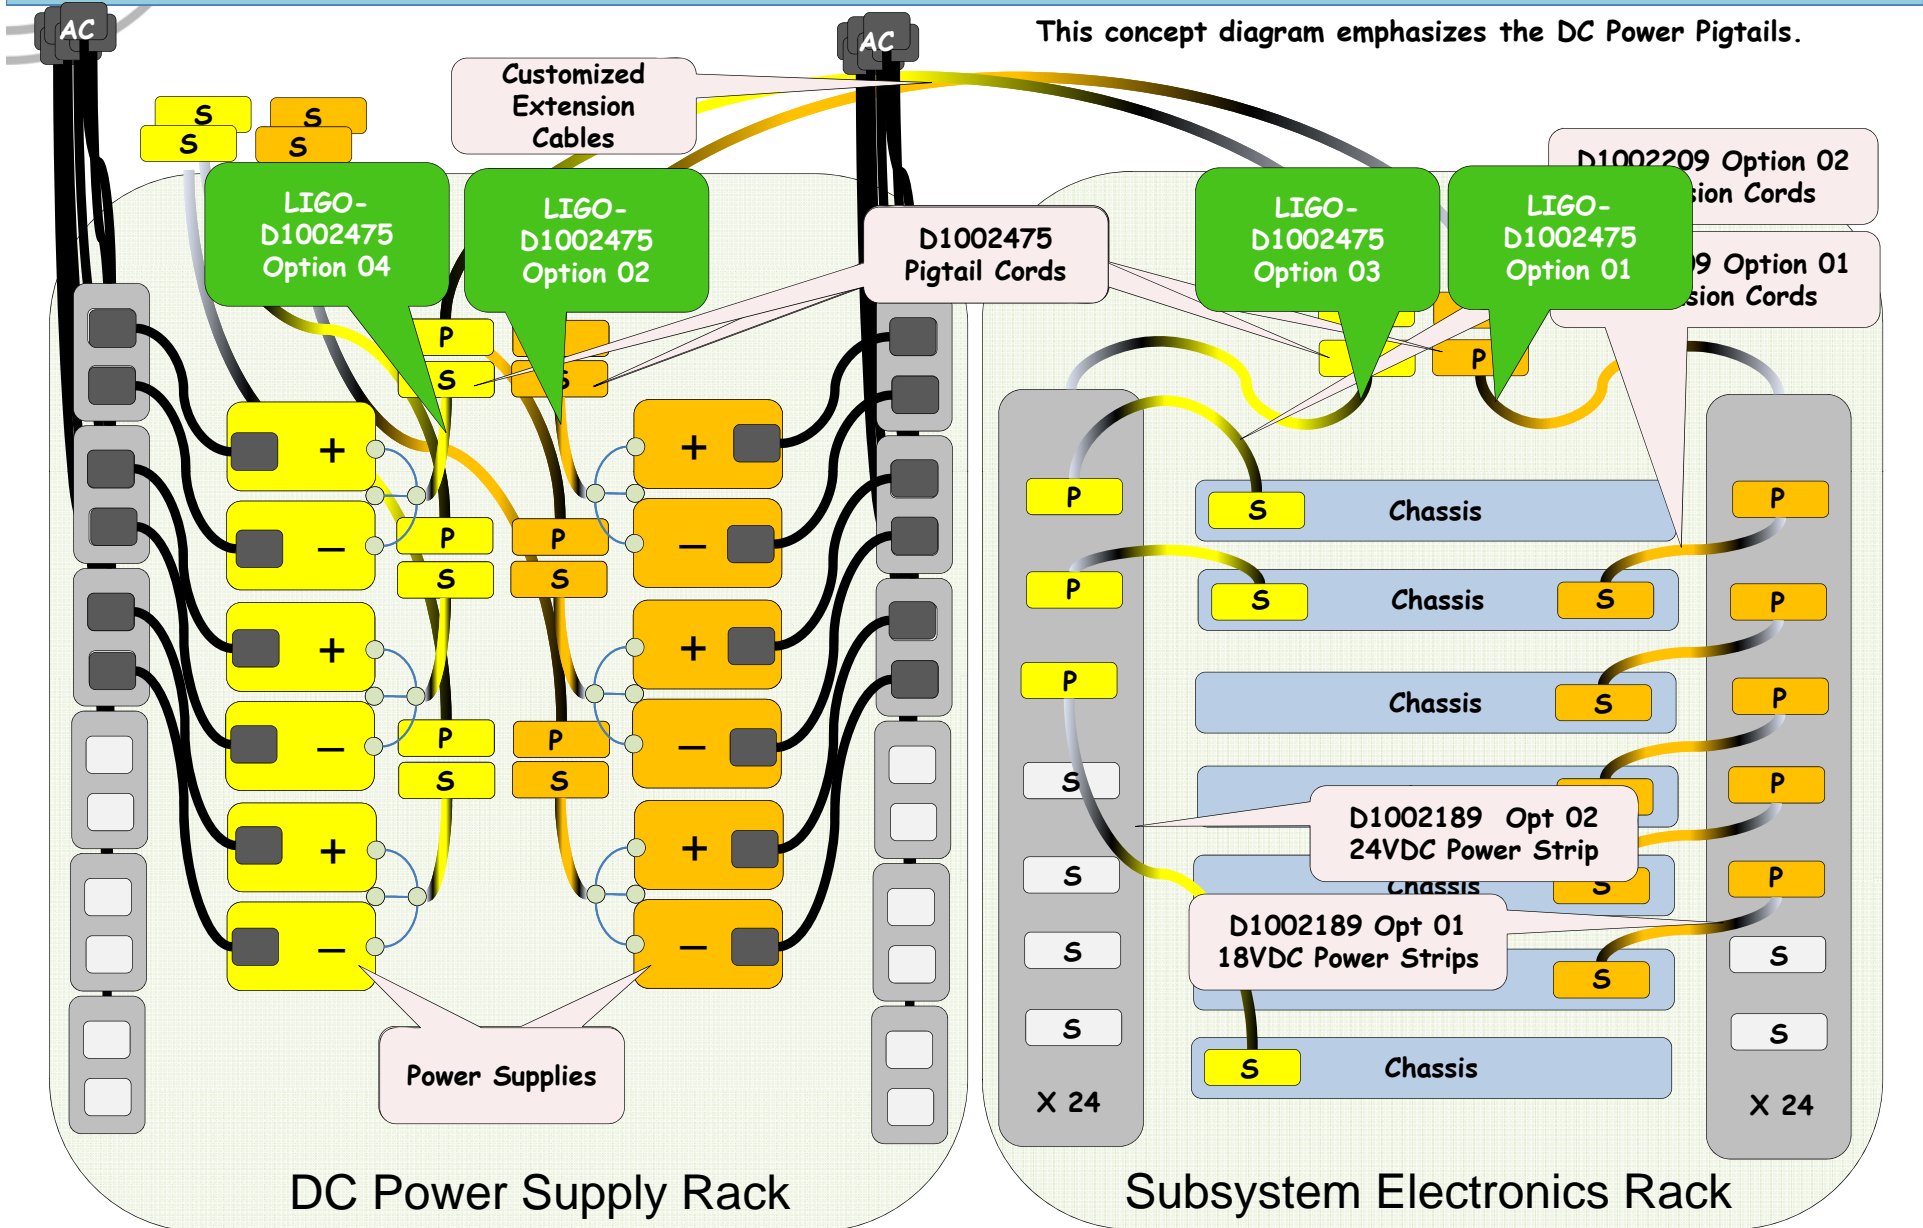 AC
AC
This concept diagram emphasizes the DC Power Pigtails.
Customized
Extension
Cables
S
S
S
S
LIGO-
D1002475
Option 04
LIGO-
D1002475
Option 02
D1002475
Pigtail Cords
LIGO-
D1002475
Option 03
LIGO-
D1002475
Option 01
D1002209 Option 02
sion Cords
9 Option 01
sion Cords
P
S
S
P
+
+
P
S
Chassis
P
–
P
P
–
S
S
P
S
Chassis
S
P
+
+
P
Chassis
S
P
–
P
P
–
S
S
S
P
D1002189 Opt 02
24VDC Power Strip
+
+
S
Chassis
S
P
D1002189 Opt 01
18VDC Power Strips
–
–
S
S
S
S
S
Power Supplies
S
Chassis
X 24
X 24
DC Power Supply Rack
Subsystem Electronics Rack